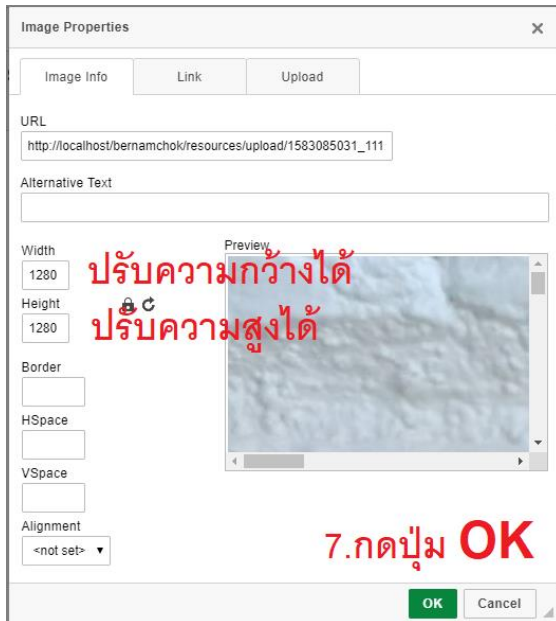 Image Properties ×
Image Info Link Upload
URL
http://localhost/bernamchok/resources/upload/1583085031_111
Alternative Text
Width
1280
ปรับความกว้างได้
Preview
Height
1280
ปรับความสูงได้
Border
HSpace
VSpace
Alignment
<not set>
7.กดปุ่ม OK
OK Cancel